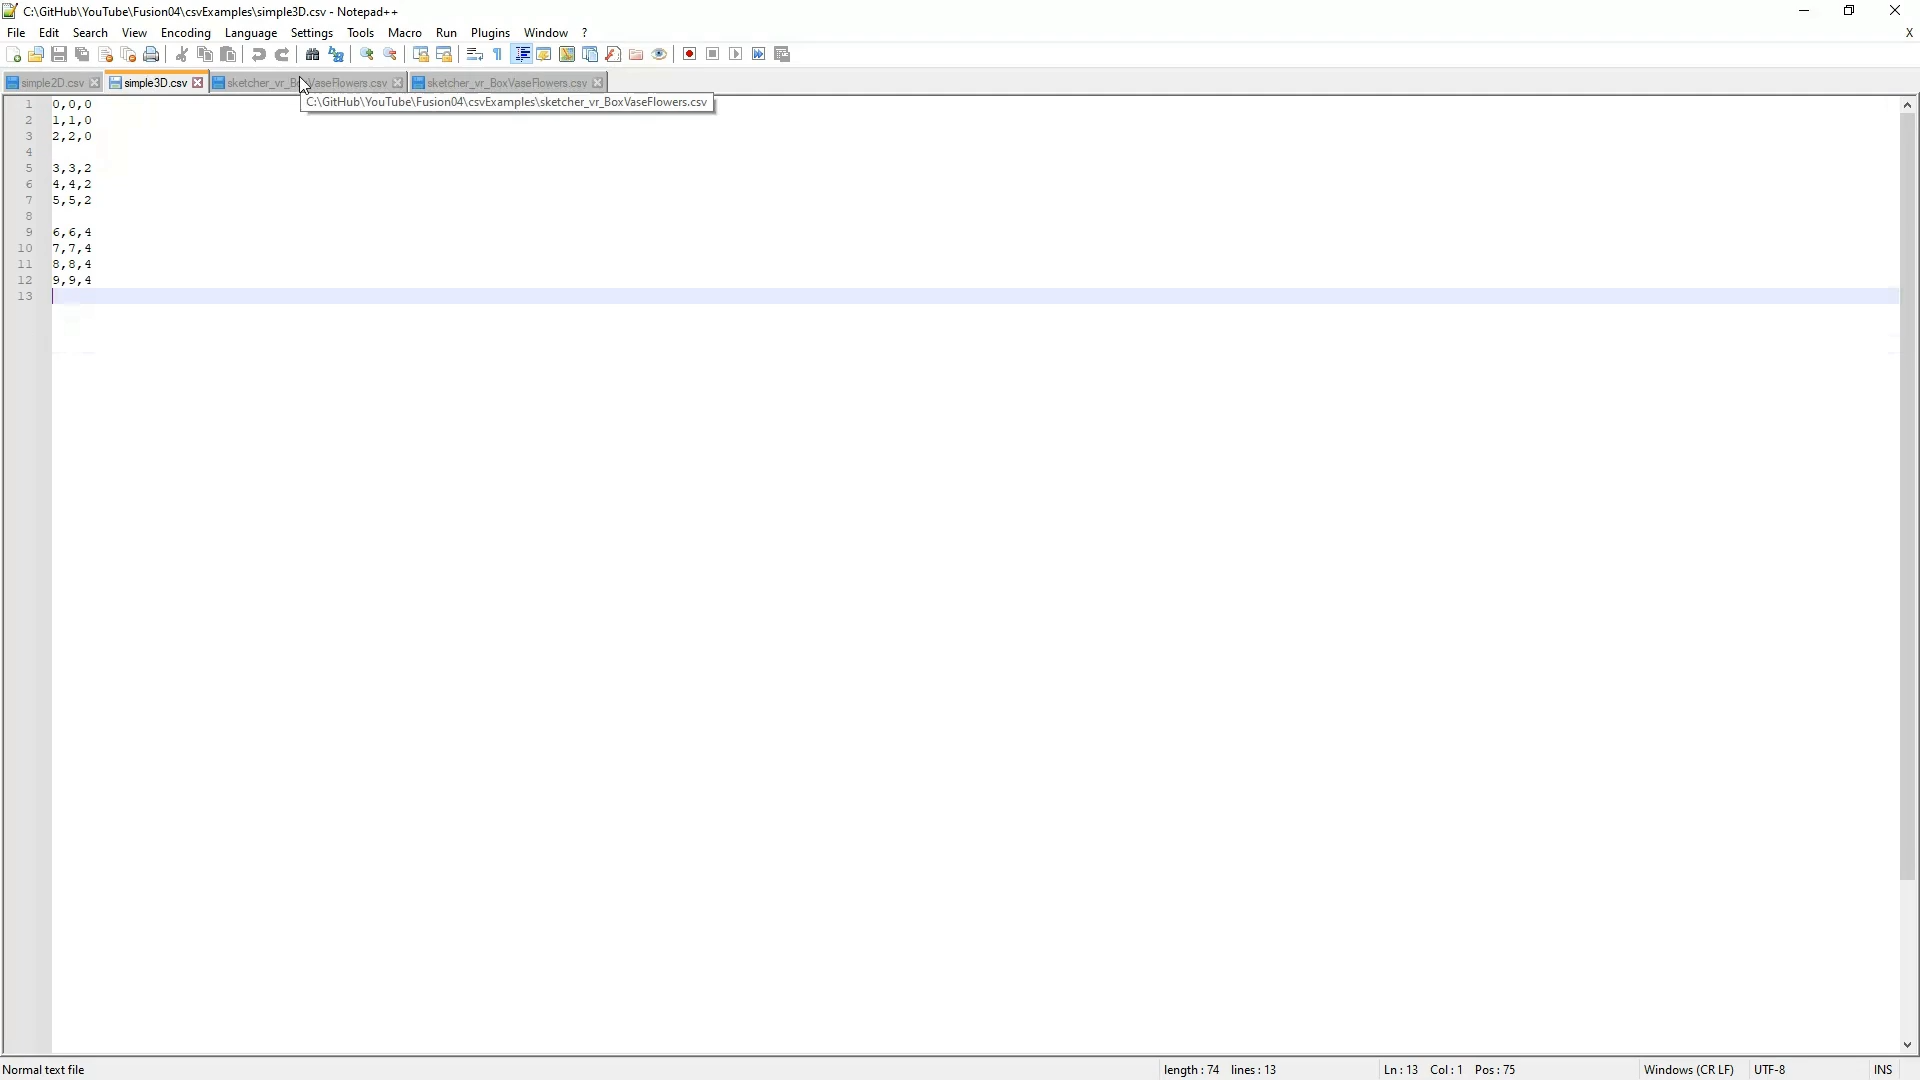 C:\GitHub\YouTube\Fusion04\csvExamples\simple3D.csv - Notepad++
File Edit Search View Encoding Language Settings Tools Macro Run Plugins Window ? X
simple2D.csv simple3D.csv sketcher_vr_BoxVaseFlowers.csv sketcher_vr_BoxVaseFlowers.csv
C:\GitHub\YouTube\Fusion04\csvExamples\sketcher_vr_BoxVaseFlowers.csv
1 0,0,0
2 1,1,0
3 2,2,0
4
5 3,3,2
6 4,4,2
7 5,5,2
8
9 6,6,4
10 7,7,4
11 8,8,4
12 9,9,4
13
Normal text file length : 74 lines : 13 Ln : 13 Col : 1 Pos : 75 Windows (CR LF) UTF-8 INS